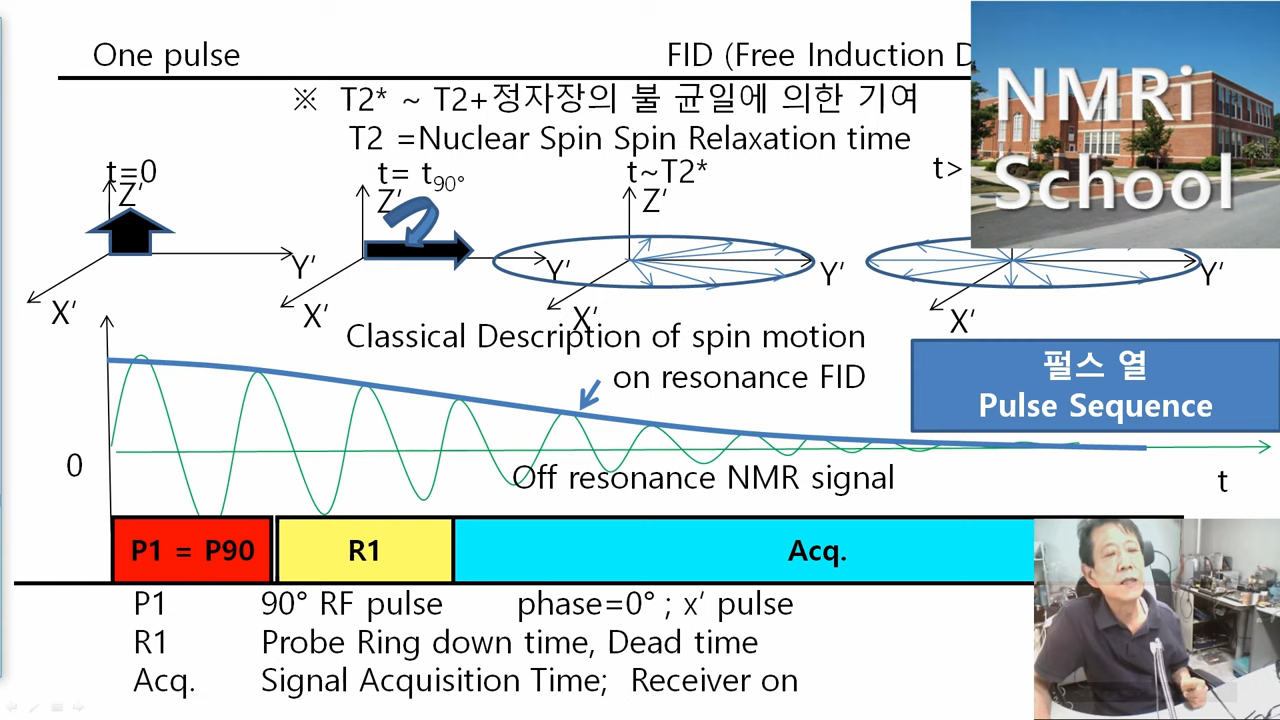 One pulse
FID (Free Induction D
※ T2* ~ T2+정자장의 불 균일에 의한 기여
T2 =Nuclear Spin Spin Relaxation time
t=0
t= t90°
t~T2*
t>
Z'
Z'
Z'
Y'
Y'
Y'
Y'
X'
X'
X'
X'
Classical Description of spin motion
on resonance FID
펄스 열
Pulse Sequence
0
Off resonance NMR signal
t
P1 = P90
R1
Acq.
P1 90° RF pulse phase=0° ; x' pulse
R1 Probe Ring down time, Dead time
Acq. Signal Acquisition Time; Receiver on
NMRi
School